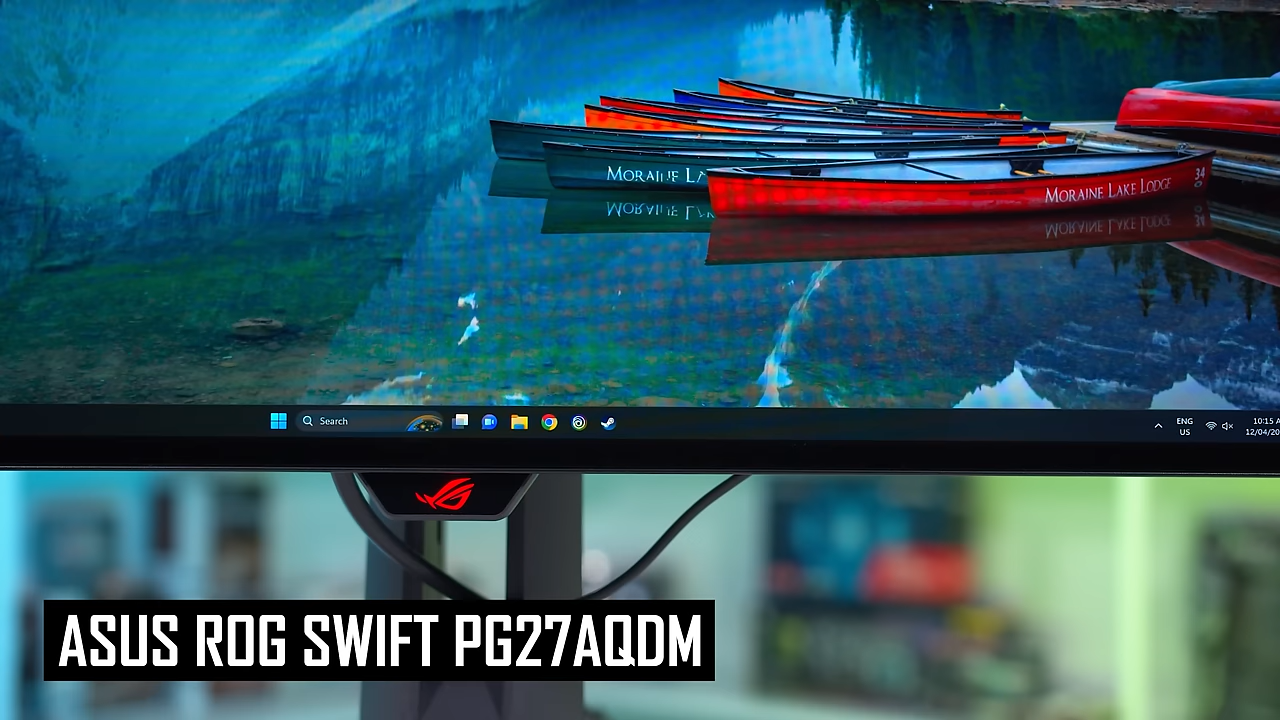 MORAINE LA
MORAINE LAKE LODGE
34
Search
ENG
US
10:15 A
12/04/20
ASUS ROG SWIFT PG27AQDM